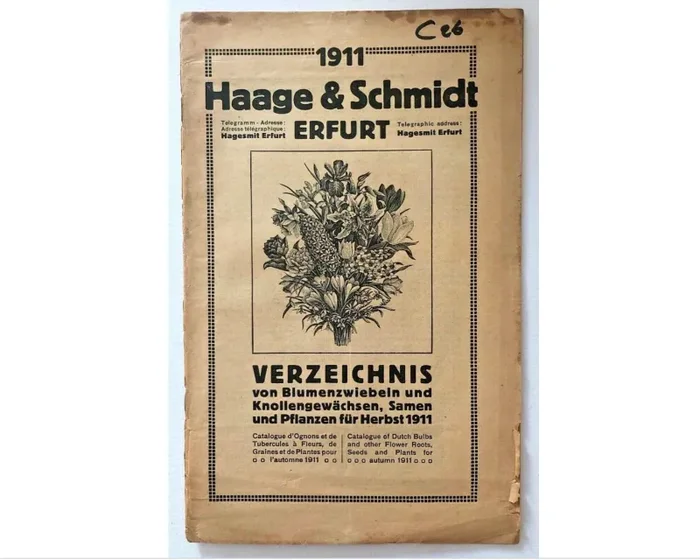 C 26
1911
Haage & Schmidt
Telegramm-Adresse:
Adresse télégraphique:
Hagesmit Erfurt
ERFURT
Telegraphic address:
Hagesmit Erfurt
VERZEICHNIS
von Blumenzwiebeln und
Knollengewächsen, Samen
und Pflanzen für Herbst 1911
Catalogue d'Ognons et de
Tubercules à Fleurs, de
Graines et de Plantes pour
o o l'automne 1911 o o
Catalogue of Dutch Bulbs
and other Flower Roots,
Seeds and Plants for
o o o autumn 1911 o o o